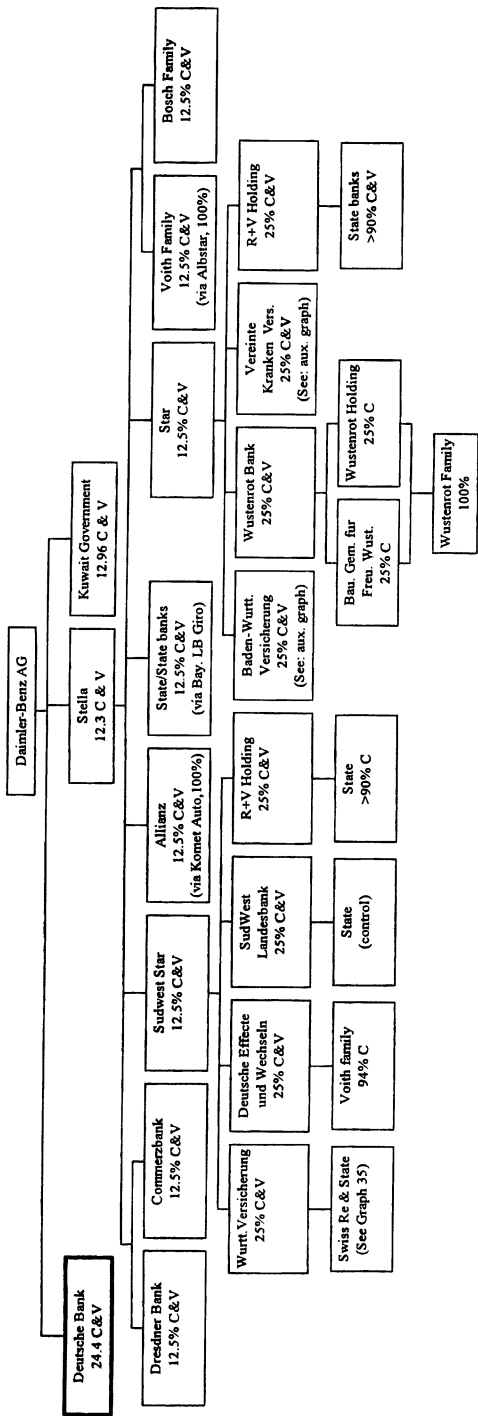 Daimler-Benz AG
Deutsche Bank
24.4 C&V
Stella
12.3 C & V
Kuwait Government
12.96 C & V
Dresdner Bank
12.5% C&V
Commerzbank
12.5% C&V
Sudwest Star
12.5% C&V
Allianz
12.5% C&V
(via Komet Auto,100%)
State/State banks
12.5% C&V
(via Bay. LB Giro)
Star
12.5% C&V
Voith Family
12.5% C&V
(via Albstar, 100%)
Bosch Family
12.5% C&V
Wurtt. Versicherung
25% C&V
Deutsche Effecte
und Wechseln
25% C&V
SudWest
Landesbank
25% C&V
R+V Holding
25% C&V
Baden-Wurtt.
Versicherung
25% C&V
(See: aux. graph)
Wustenrot Bank
25% C&V
Vereinte
Kranken Vers.
25% C&V
(See: aux. graph)
R+V Holding
25% C&V
Swiss Re & State
(See Graph 35)
Voith family
94% C
State
(control)
State
>90% C
Bau. Gem. fur
Freu. Wust.
25% C
Wustenrot Holding
25% C
State banks
>90% C&V
Wustenrot Family
100%